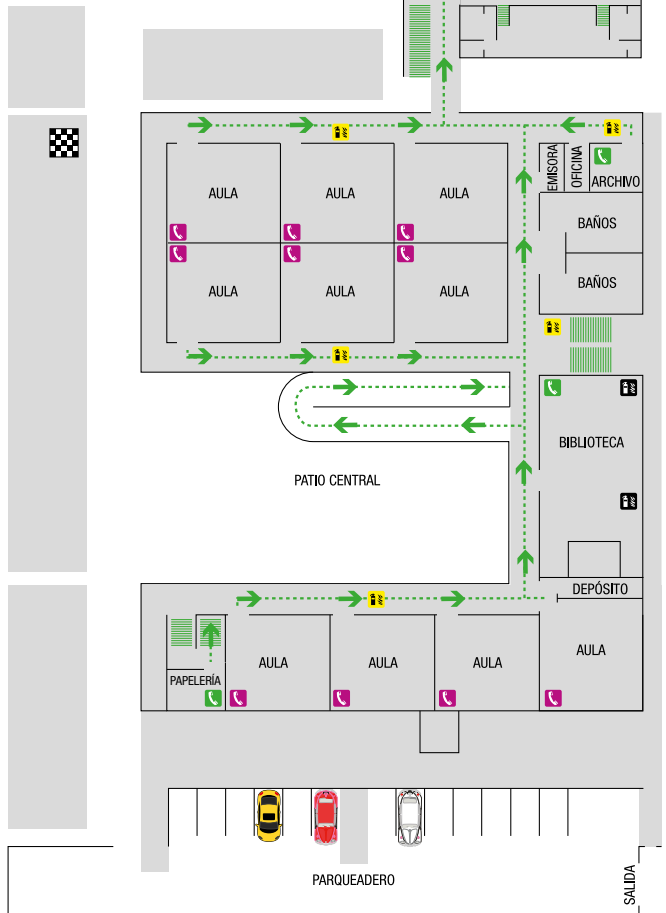 EMISORA
OFICINA
ARCHIVO
AULA
AULA
AULA
BAÑOS
AULA
AULA
AULA
BAÑOS
BIBLIOTECA
PATIO CENTRAL
DEPÓSITO
AULA
AULA
AULA
AULA
PAPELERÍA
PARQUEADERO
SALIDA